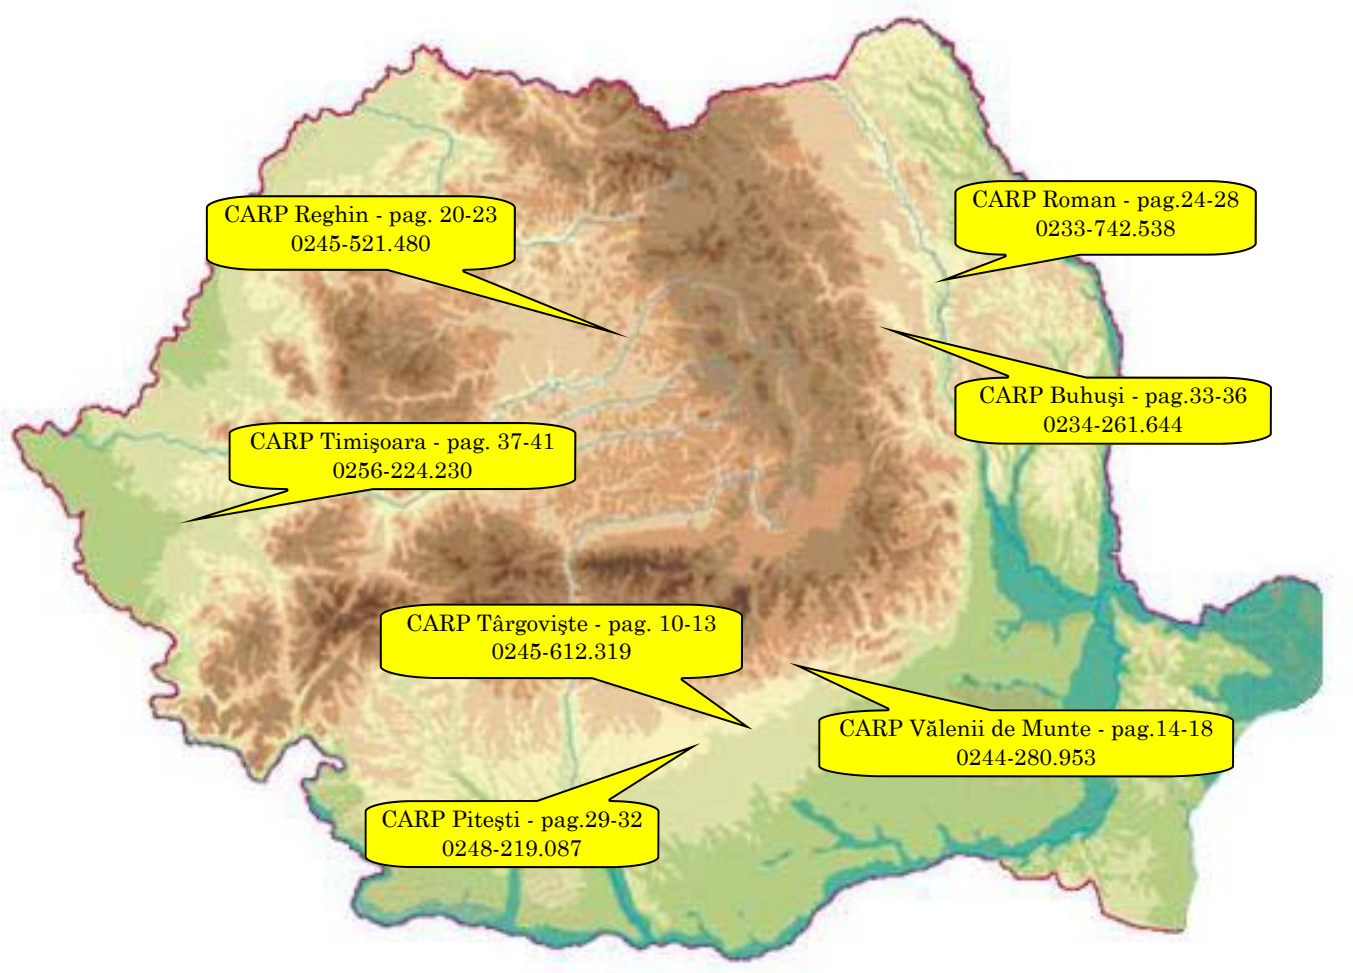 CARP Reghin - pag. 20-23
0245-521.480
CARP Roman - pag.24-28
0233-742.538
CARP Buhuşi - pag.33-36
0234-261.644
CARP Timişoara - pag. 37-41
0256-224.230
CARP Târgovişte - pag. 10-13
0245-612.319
CARP Vălenii de Munte - pag.14-18
0244-280.953
CARP Piteşti - pag.29-32
0248-219.087